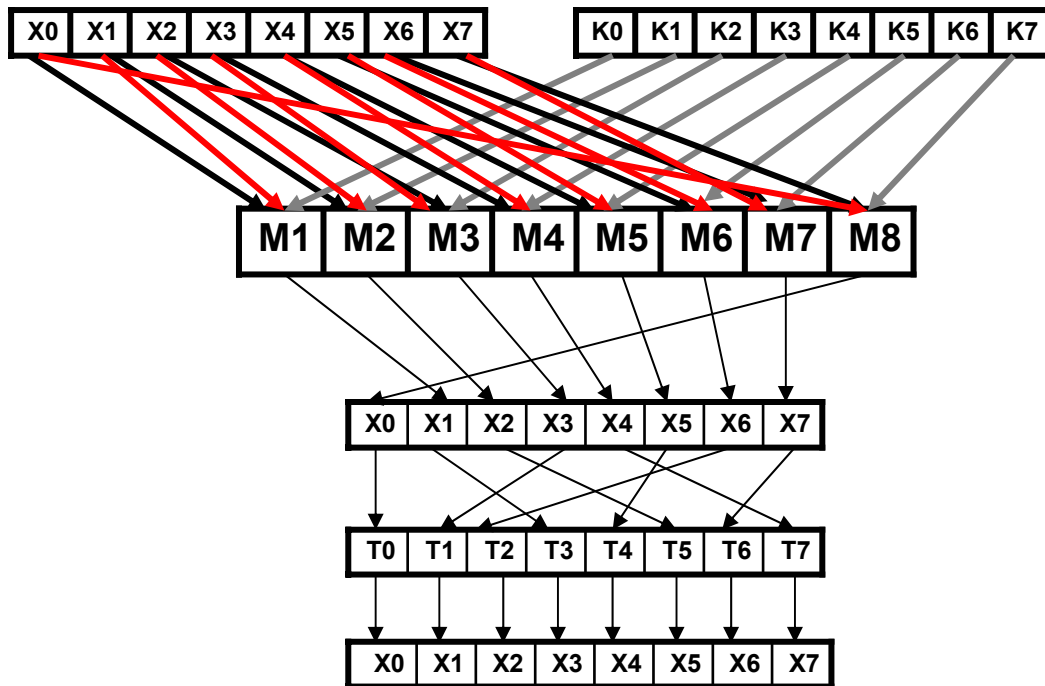 X0 X1 X2 X3 X4 X5 X6 X7 K0 K1 K2 K3 K4 K5 K6 K7
M1 M2 M3 M4 M5 M6 M7 M8
X0 X1 X2 X3 X4 X5 X6 X7
T0 T1 T2 T3 T4 T5 T6 T7
X0 X1 X2 X3 X4 X5 X6 X7